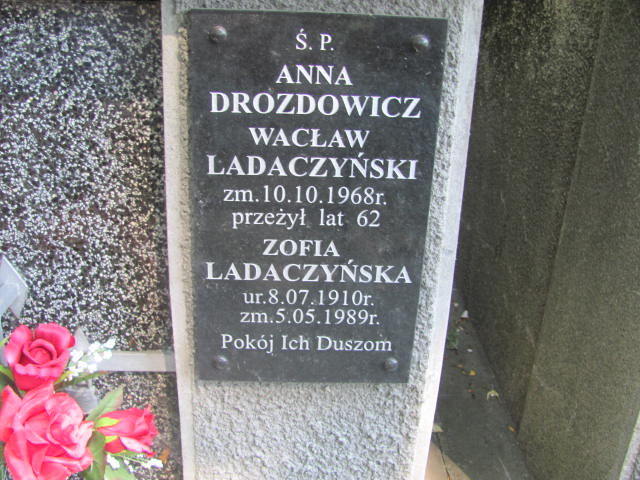 Ś. P.
ANNA
DROZDOWICZ
WACŁAW
LADACZYŃSKI
zm.10.10.1968r.
przeżył lat 62
ZOFIA
LADACZYŃSKA
ur.8.07.1910r.
zm.5.05.1989r.
Pokój Ich Duszom